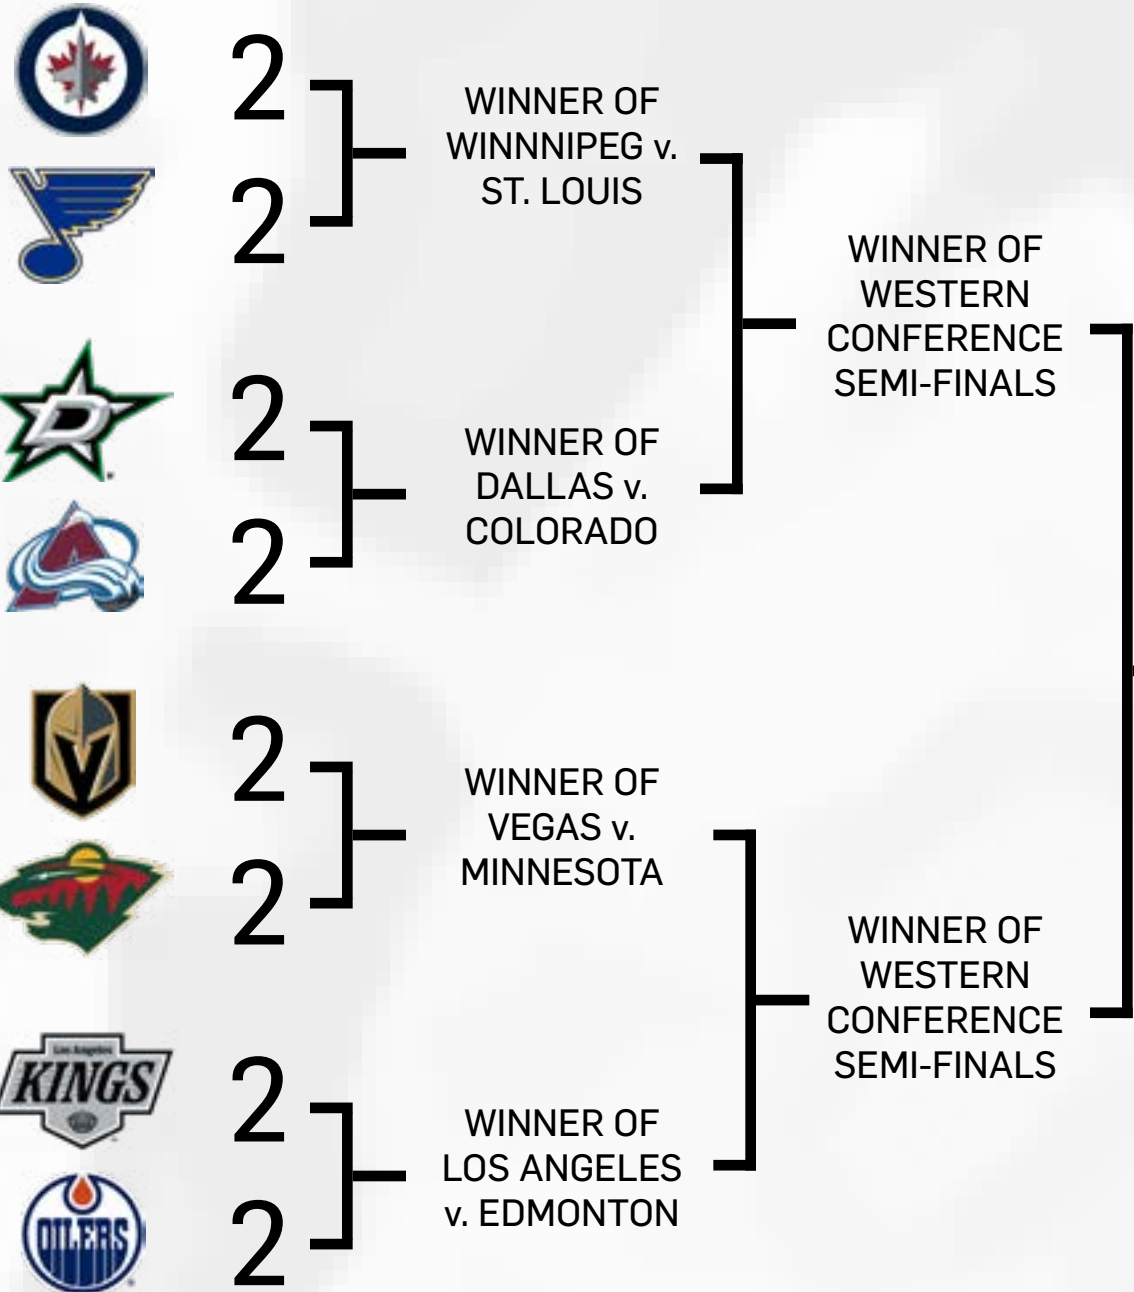 2
WINNER OF
WINNNIPEG v.
ST. LOUIS
2
WINNER OF
WESTERN
CONFERENCE
SEMI-FINALS
2
WINNER OF
DALLAS v.
COLORADO
2
2
WINNER OF
VEGAS v.
MINNESOTA
2
WINNER OF
WESTERN
CONFERENCE
SEMI-FINALS
Los Angeles
KINGS
2
WINNER OF
LOS ANGELES
v. EDMONTON
OILERS
2